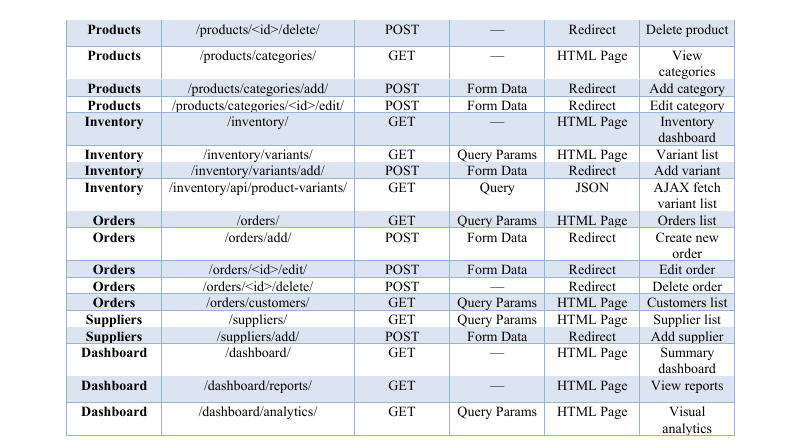 Products /products/<id>/delete/ POST — Redirect Delete product
Products /products/categories/ GET — HTML Page View
categories
Products /products/categories/add/ POST Form Data Redirect Add category
Products /products/categories/<id>/edit/ POST Form Data Redirect Edit category
Inventory /inventory/ GET — HTML Page Inventory
dashboard
Inventory /inventory/variants/ GET Query Params HTML Page Variant list
Inventory /inventory/variants/add/ POST Form Data Redirect Add variant
Inventory /inventory/api/product-variants/ GET Query JSON AJAX fetch
variant list
Orders /orders/ GET Query Params HTML Page Orders list
Orders /orders/add/ POST Form Data Redirect Create new
order
Orders /orders/<id>/edit/ POST Form Data Redirect Edit order
Orders /orders/<id>/delete/ POST — Redirect Delete order
Orders /orders/customers/ GET Query Params HTML Page Customers list
Suppliers /suppliers/ GET Query Params HTML Page Supplier list
Suppliers /suppliers/add/ POST Form Data Redirect Add supplier
Dashboard /dashboard/ GET — HTML Page Summary
dashboard
Dashboard /dashboard/reports/ GET — HTML Page View reports
Dashboard /dashboard/analytics/ GET Query Params HTML Page Visual
analytics